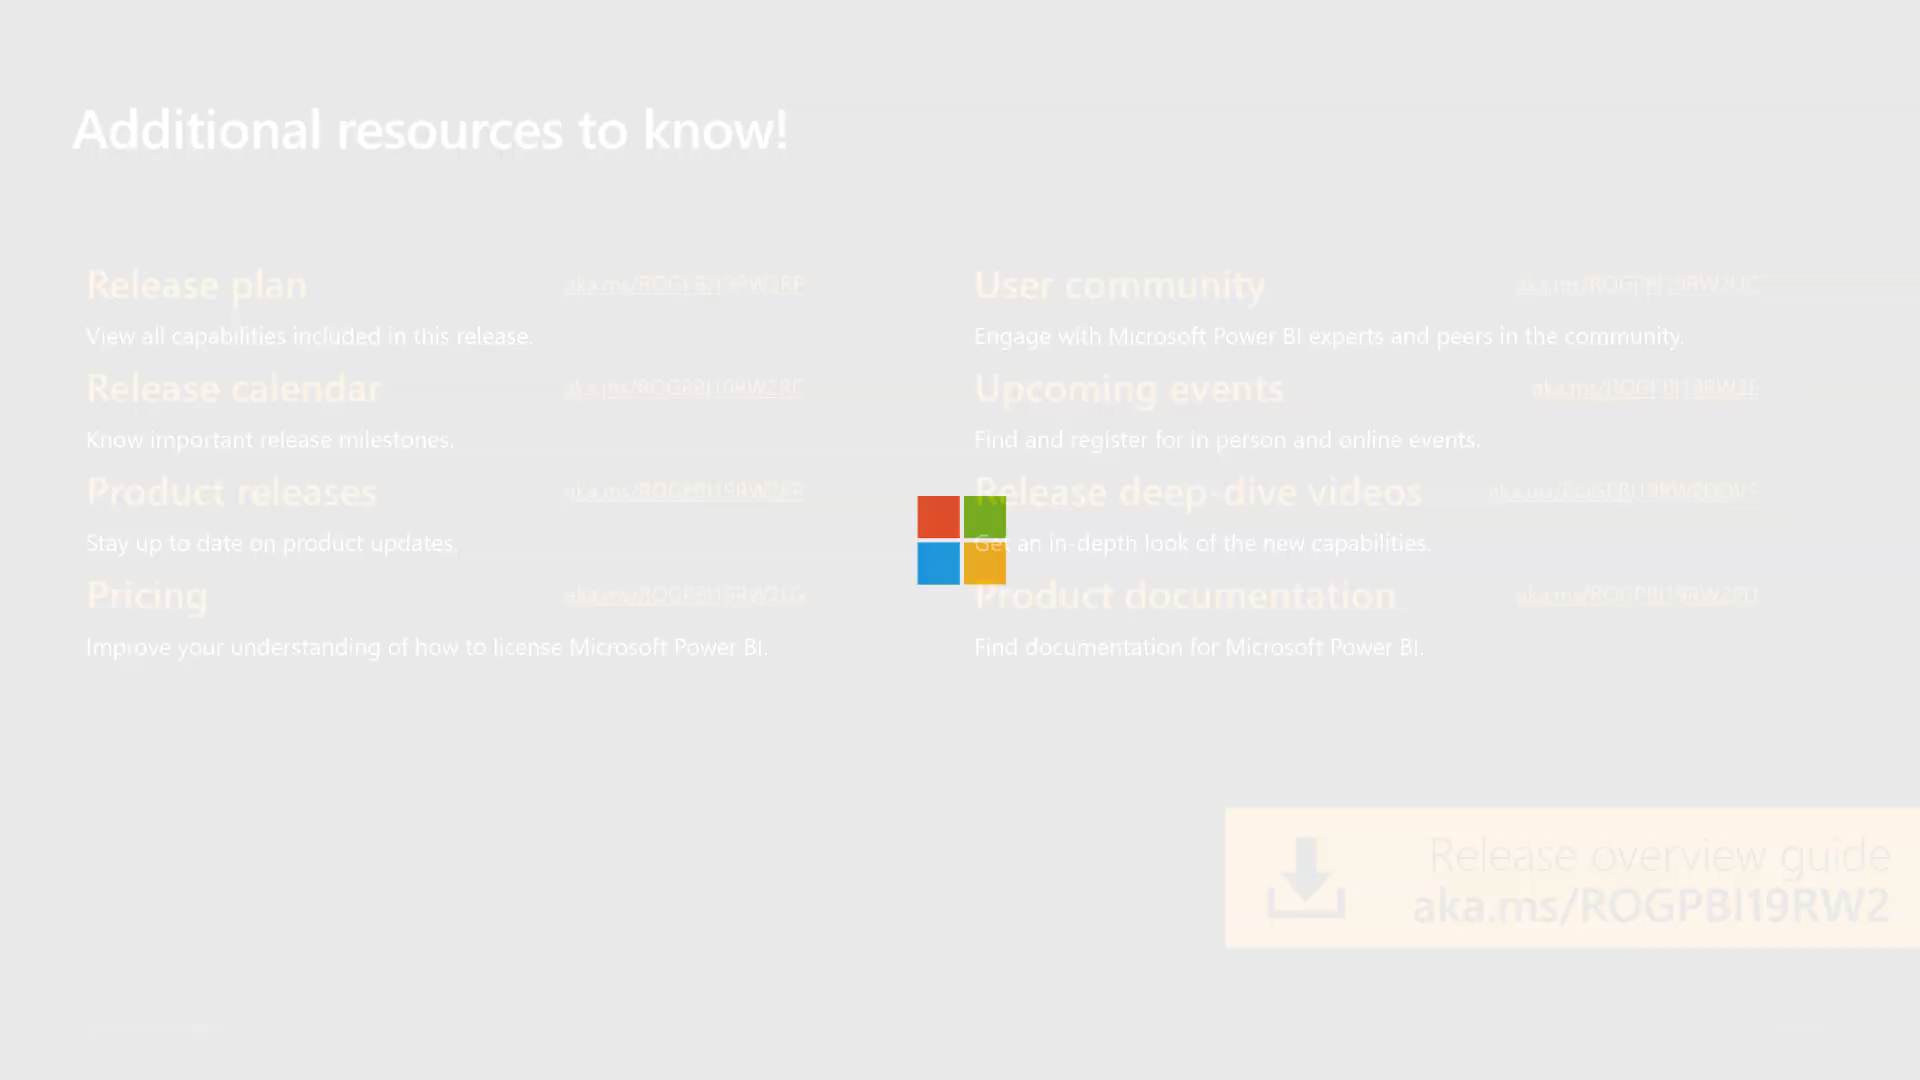 Additional resources to know!
Release plan
View all capabilities included in this release.
Release calendar
Know important release milestones.
Product releases
Stay up to date on product updates.
Pricing
Improve your understanding of how to license Microsoft Power BI.
User community
Engage with Microsoft Power BI experts and peers in the community.
Upcoming events
Find and register for in person and online events.
Release deep-dive videos
Get an in-depth look of the new capabilities.
Product documentation
Find documentation for Microsoft Power BI.
Release overview guide
aka.ms/ROGPBI19RW2